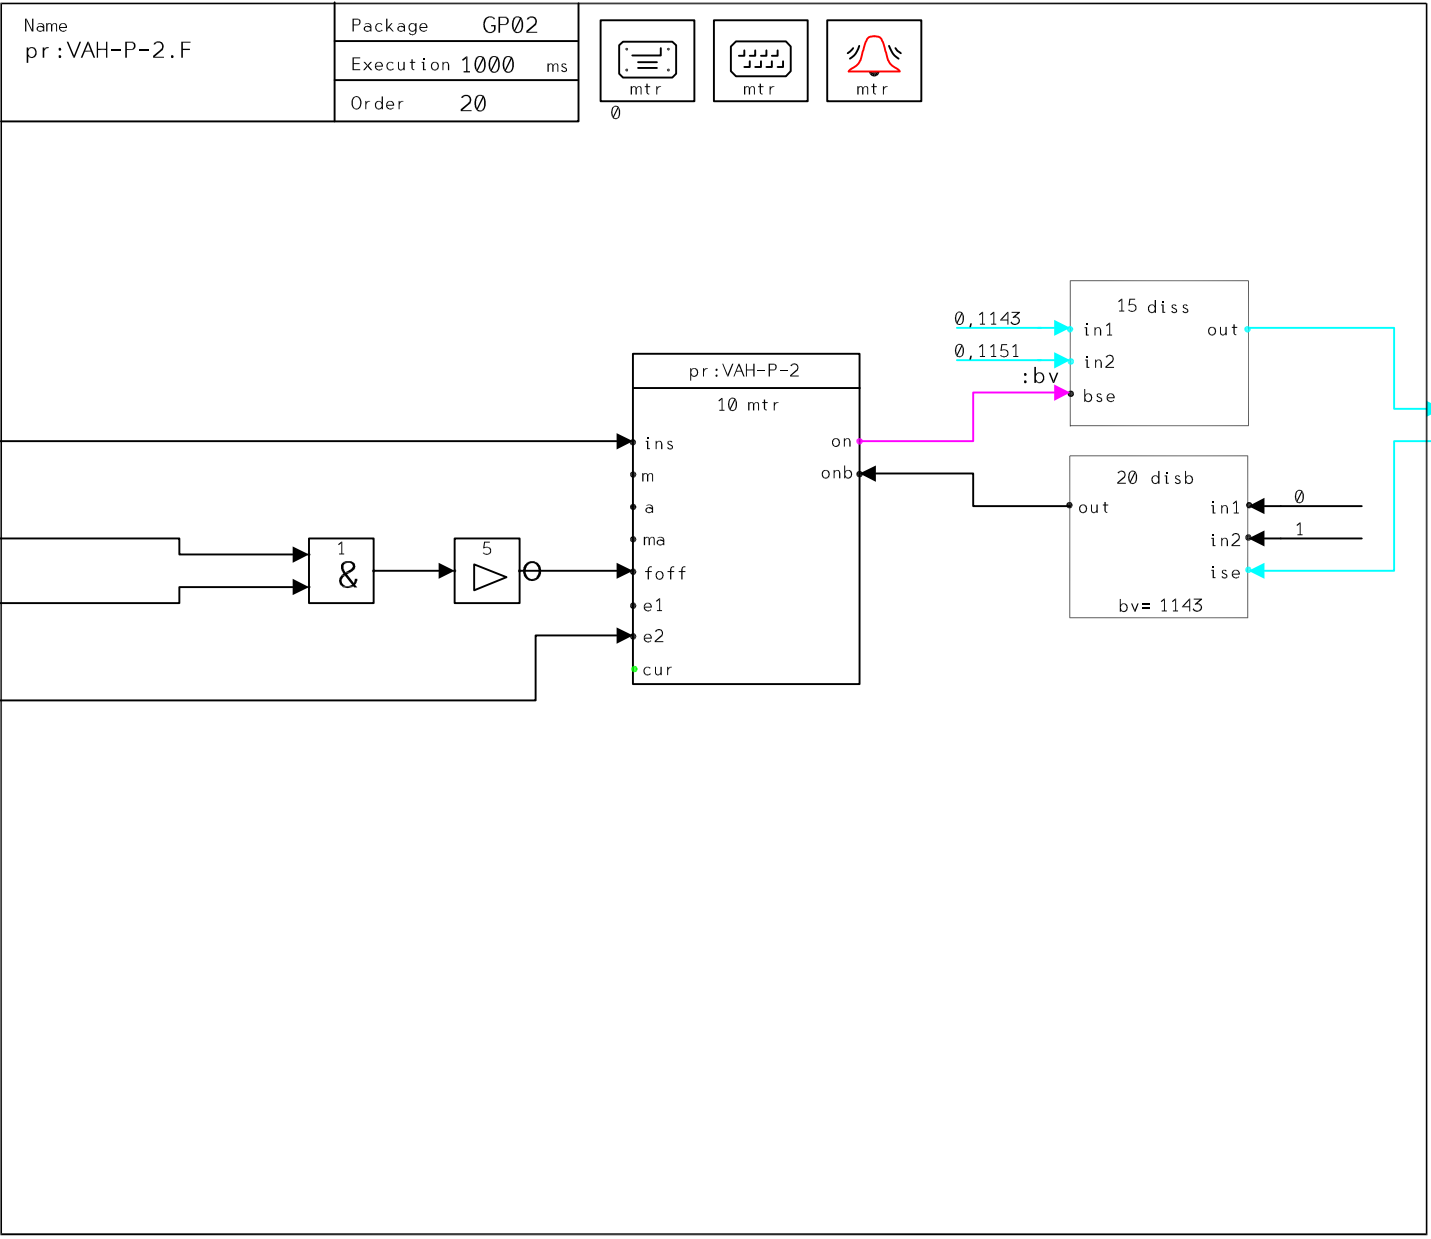 Name
pr:VAH-P-2.F
Package GP02
Execution 1000 ms
Order 20
mtr
mtr
mtr
0
15 diss
0,1143
in1
out
0,1151
in2
:bv
bse
pr:VAH-P-2
10 mtr
ins
on
m
onb
a
ma
foff
e1
e2
cur
1
&
5
20 disb
out
in1
0
in2
1
ise
bv= 1143